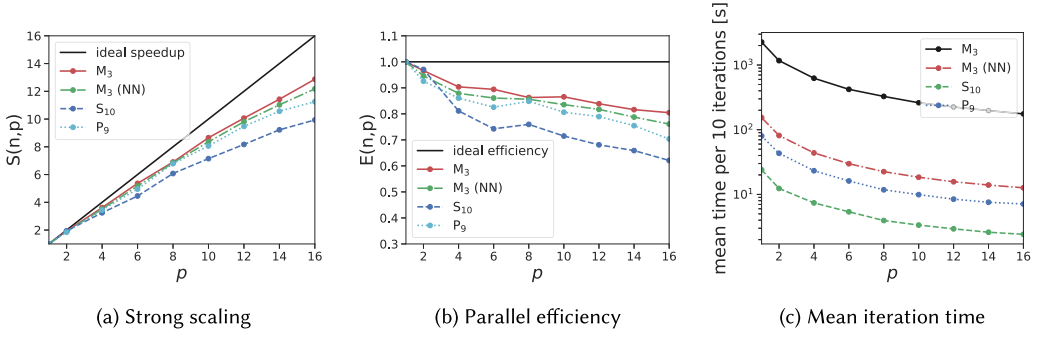 16
14
12
10
8
6
4
2
S(n,p)
ideal speedup
M3
M3 (NN)
S10
P9
2 4 6 8 10 12 14 16
p
(a) Strong scaling
1.1
1.0
0.9
0.8
0.7
0.6
0.5
0.4
0.3
E(n,p)
ideal efficiency
M3
M3 (NN)
S10
P9
2 4 6 8 10 12 14 16
p
(b) Parallel efficiency
mean time per 10 iterations [s]
10³
10²
10¹
M3
M3 (NN)
S10
P9
2 4 6 8 10 12 14 16
p
(c) Mean iteration time